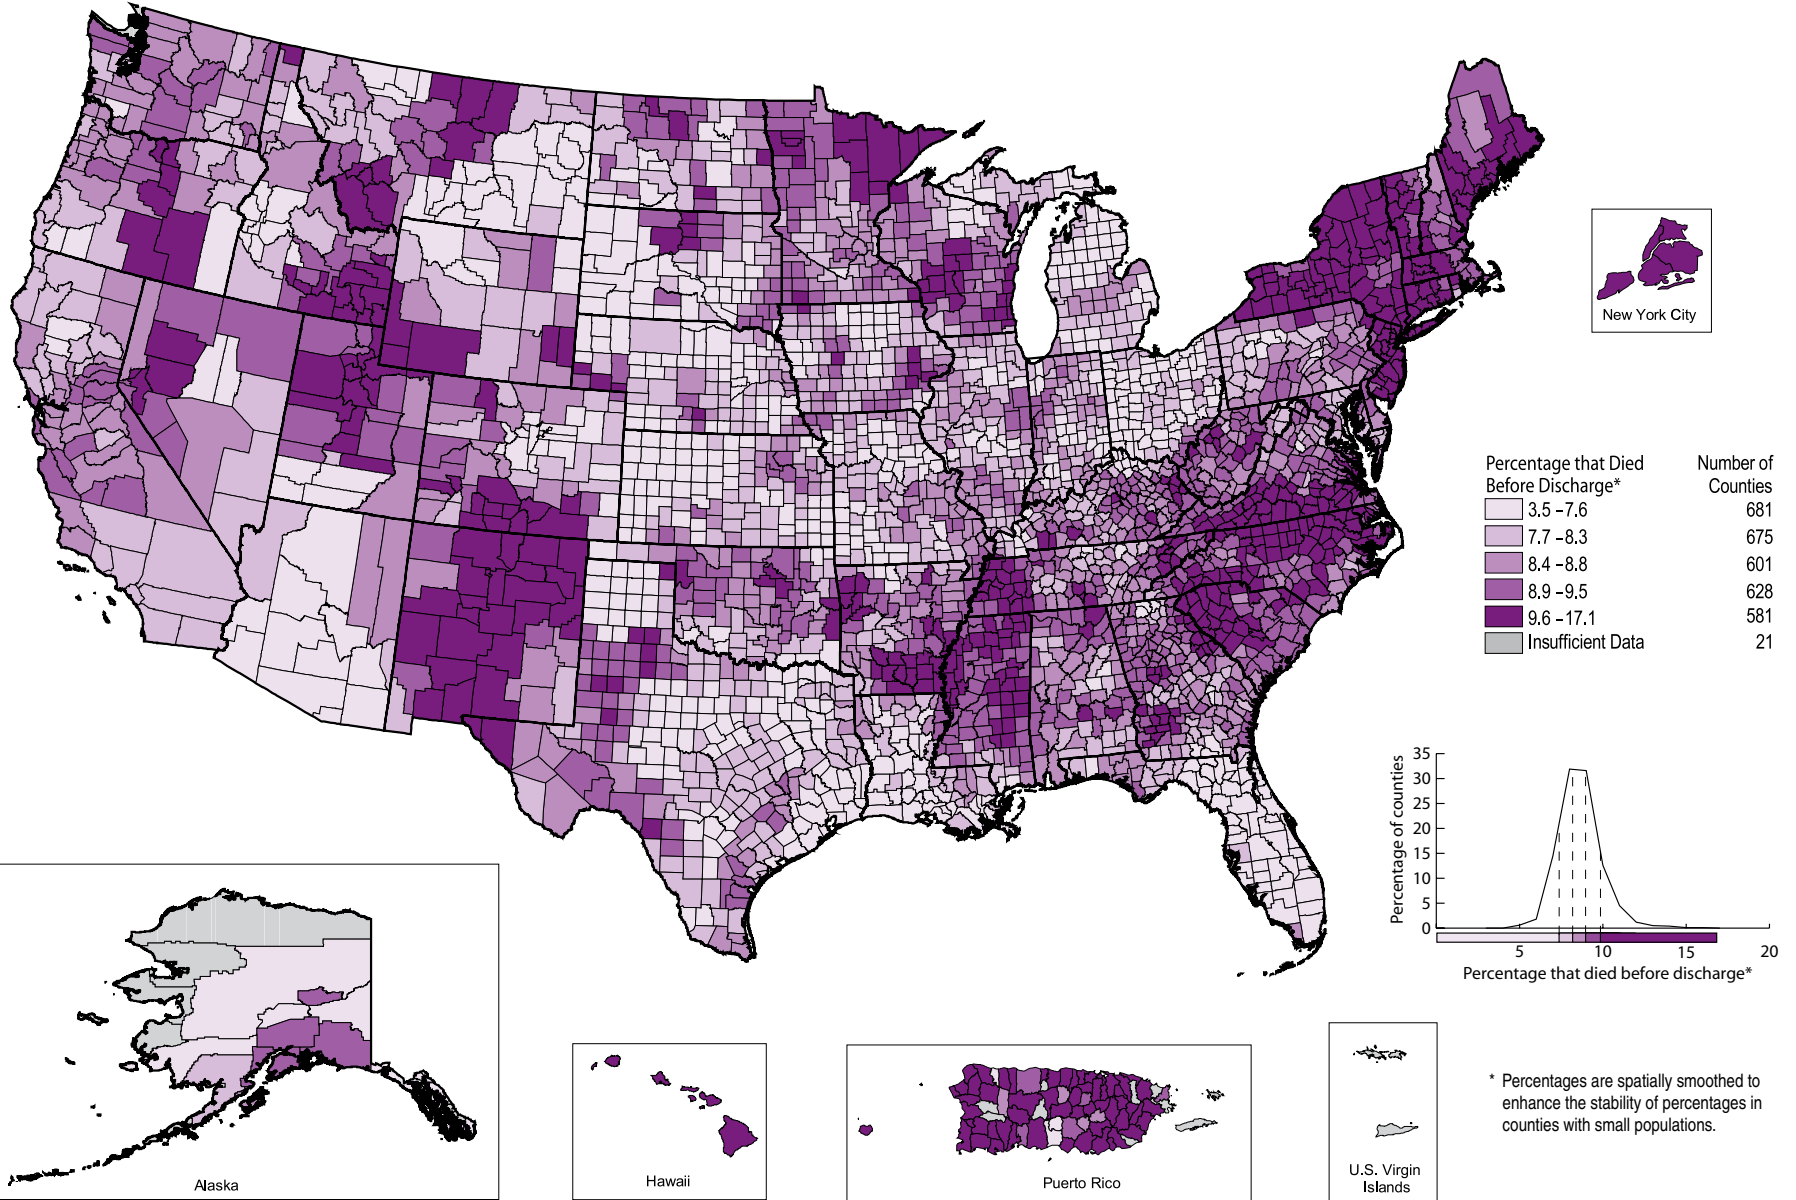 New York City
Percentage that Died
Before Discharge*
Number of
Counties
3.5 –7.6 681
7.7 –8.3 675
8.4 –8.8 601
8.9 –9.5 628
9.6 –17.1 581
Insufficient Data 21
Percentage of counties
35
30
25
20
15
10
5
0
5 10 15 20
Percentage that died before discharge*
* Percentages are spatially smoothed to
enhance the stability of percentages in
counties with small populations.
Alaska
Hawaii
Puerto Rico
U.S. Virgin
Islands